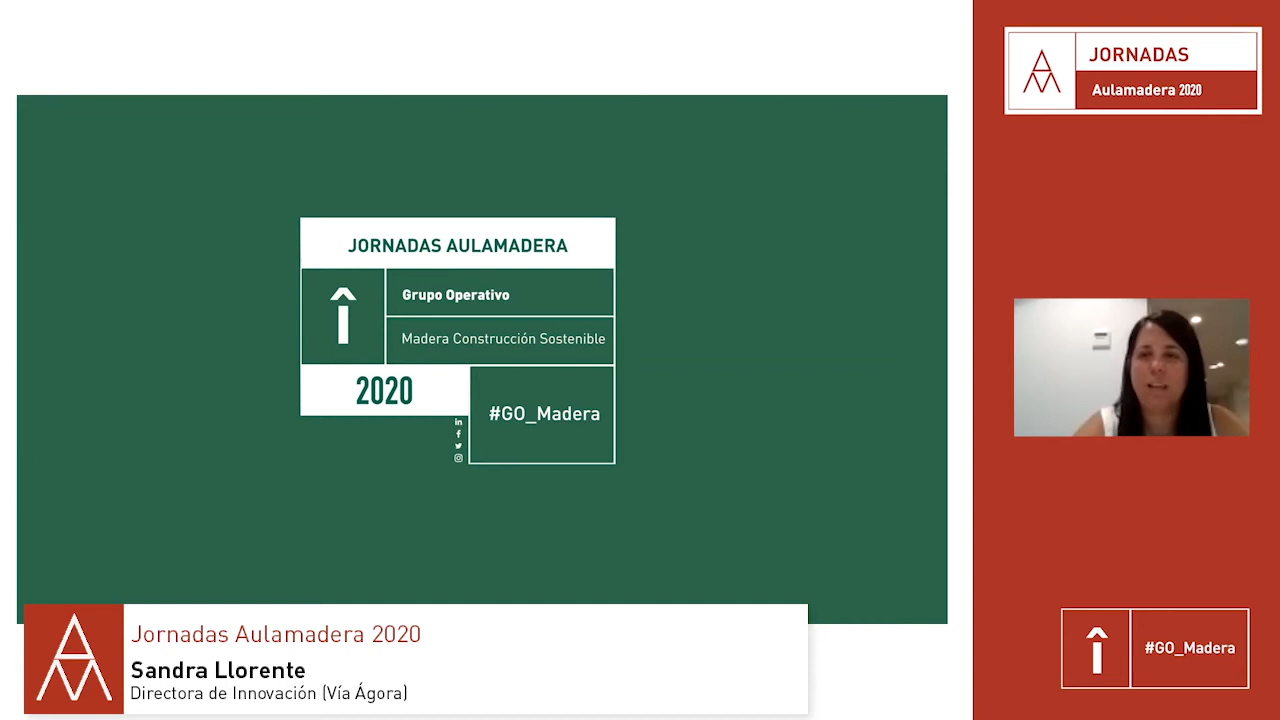 JORNADAS AULAMADERA
Grupo Operativo
Madera Construcción Sostenible
2020
#GO_Madera
Jornadas Aulamadera 2020
Sandra Llorente
Directora de Innovación (Vía Ágora)
JORNADAS
Aulamadera 2020
#GO_Madera